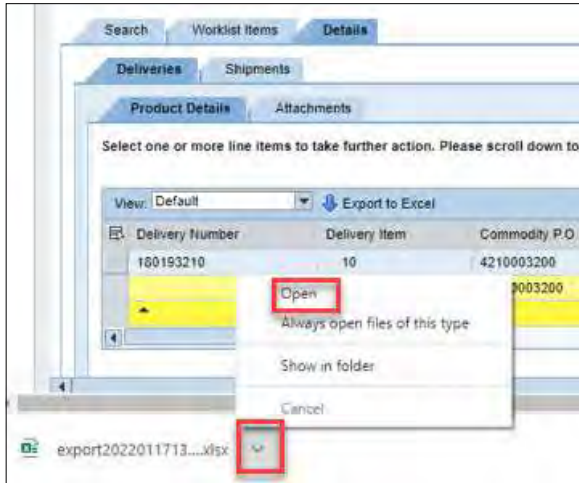 Search Worklist Items Details
Deliveries Shipments
Product Details Attachments
Select one or more line items to take further action. Please scroll down to
View: Default Export to Excel
Delivery Number Delivery Item Commodity P.O
180193210 10 4210003200
Open 0003200
Always open files of this type
Show in folder
Cancel
export2022011713....xlsx